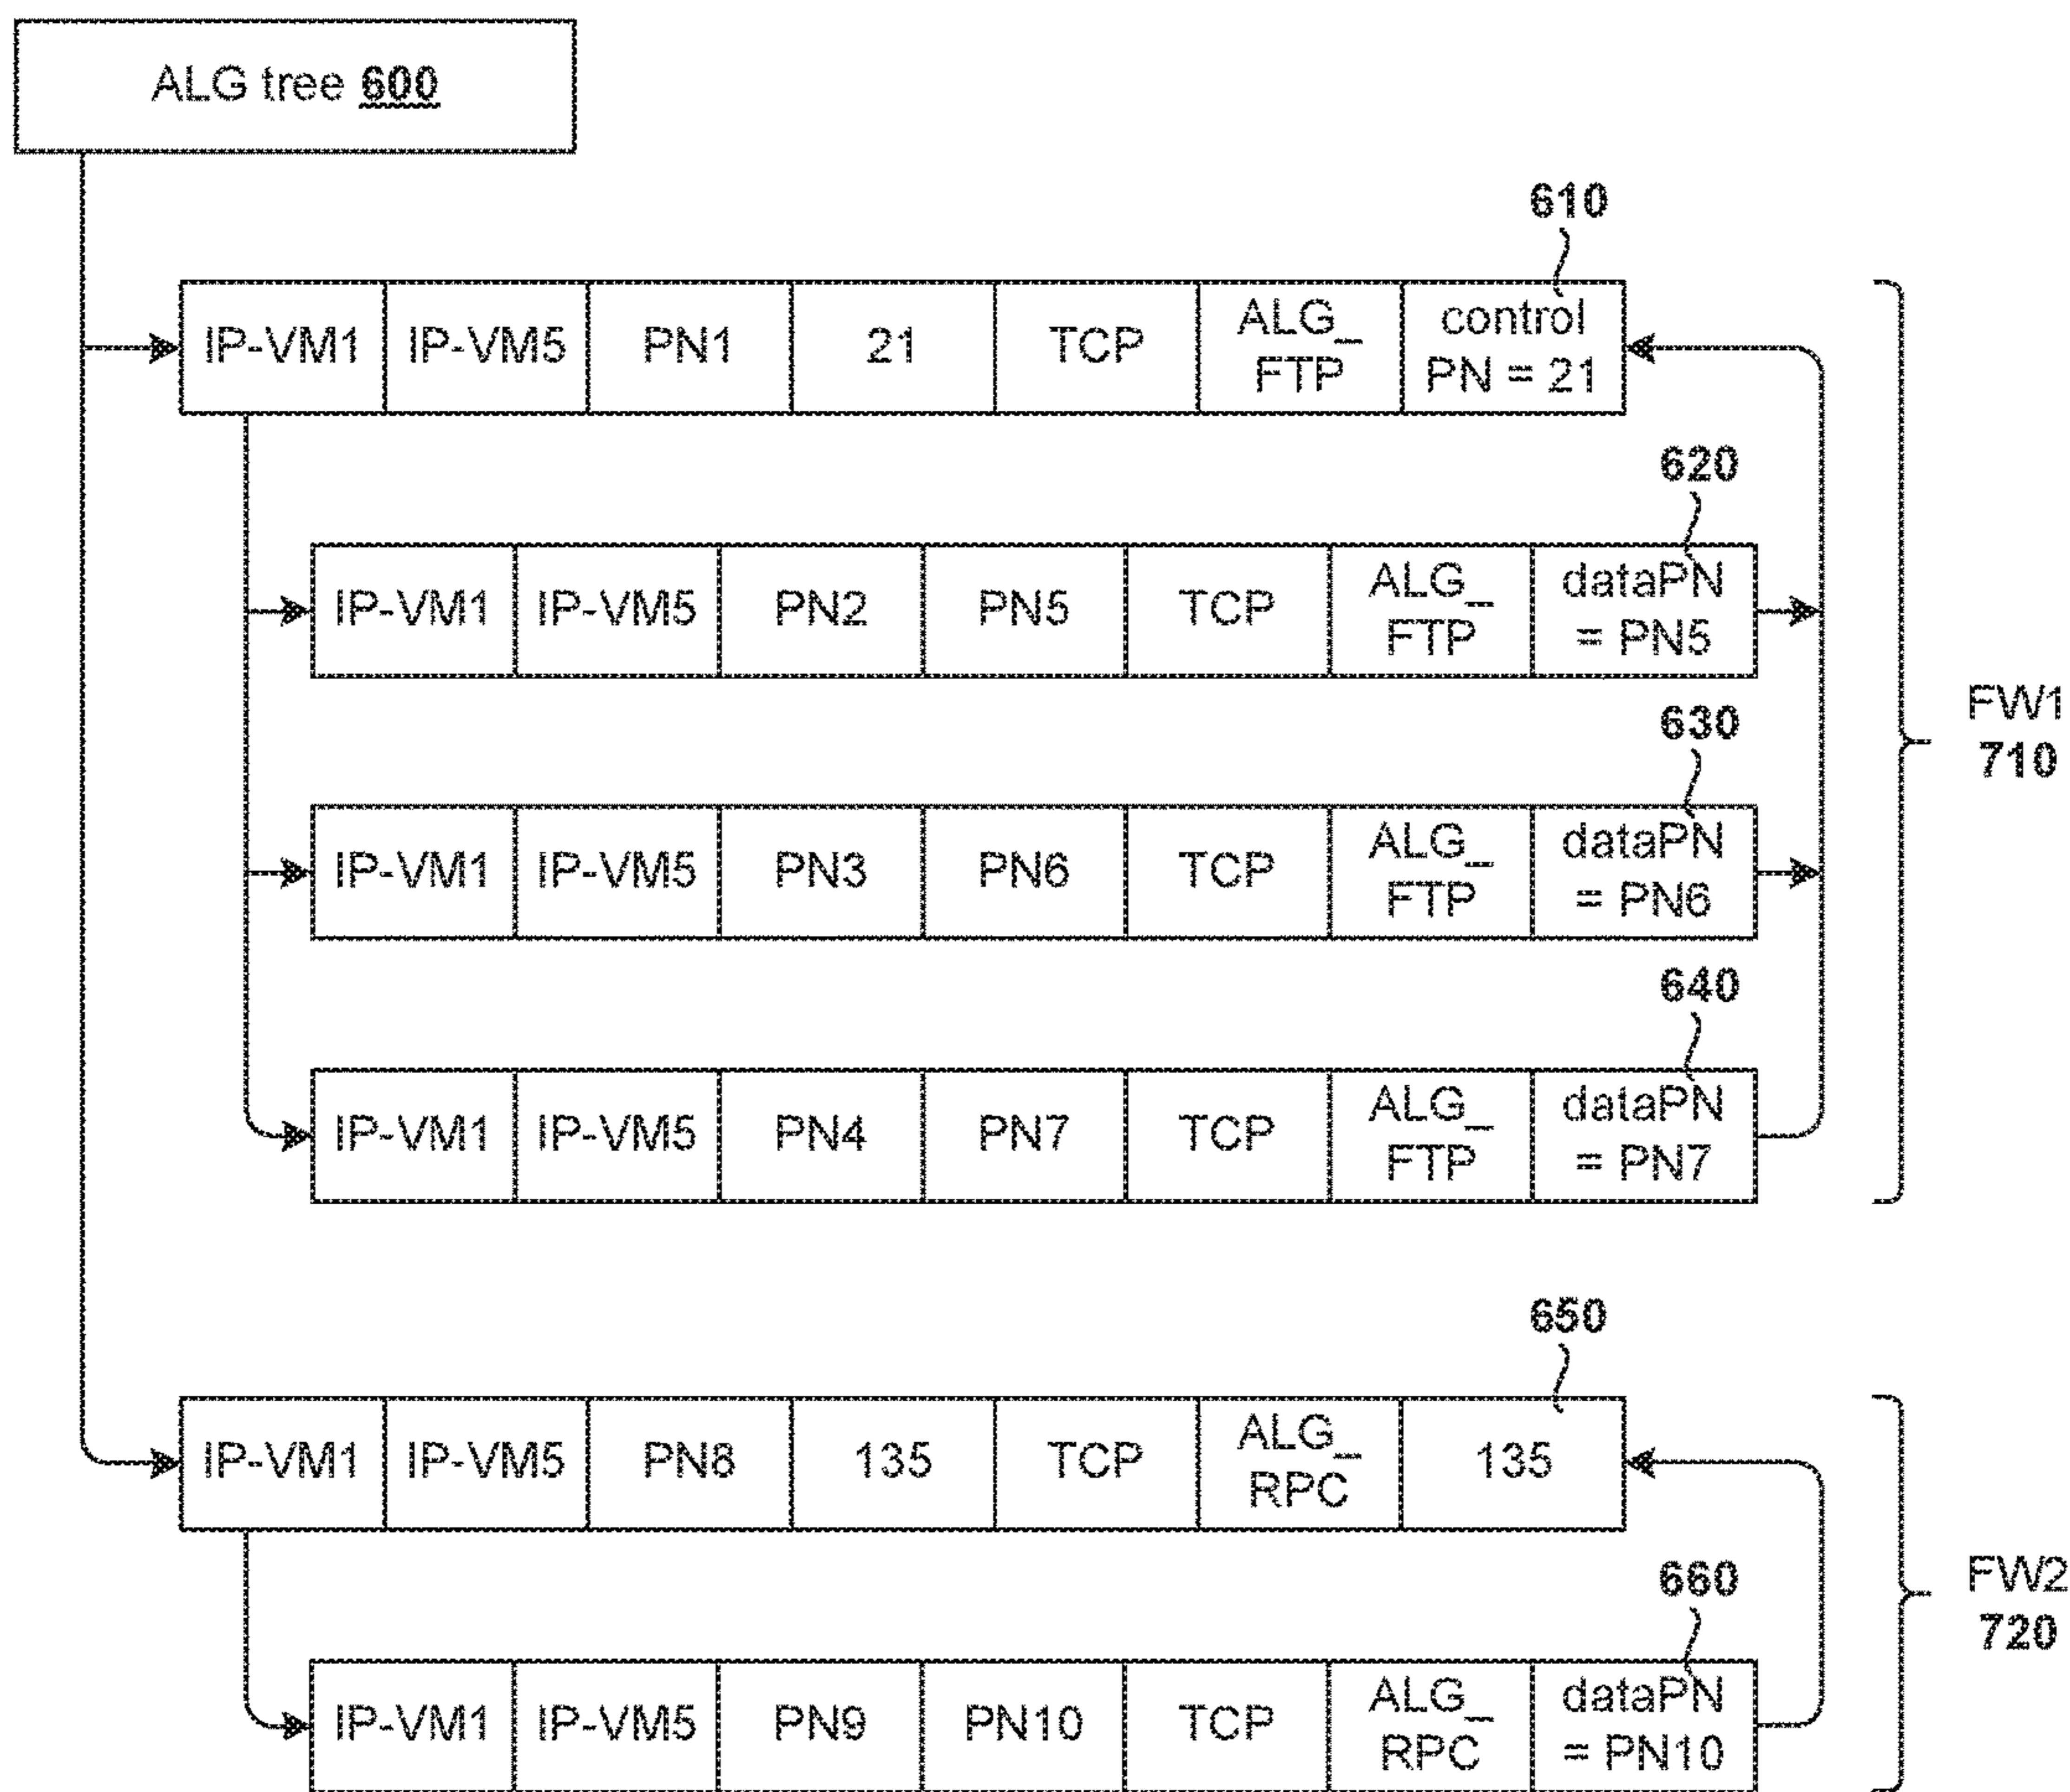 ALG tree 600
610
IP-VM1 IP-VM5 PN1 21 TCP ALG_ FTP control PN = 21
620
IP-VM1 IP-VM5 PN2 PN5 TCP ALG_ FTP dataPN = PN5
630
IP-VM1 IP-VM5 PN3 PN6 TCP ALG_ FTP dataPN = PN6
640
IP-VM1 IP-VM5 PN4 PN7 TCP ALG_ FTP dataPN = PN7
FW1
710
650
IP-VM1 IP-VM5 PN8 135 TCP ALG_ RPC 135
660
IP-VM1 IP-VM5 PN9 PN10 TCP ALG_ RPC dataPN = PN10
FW2
720